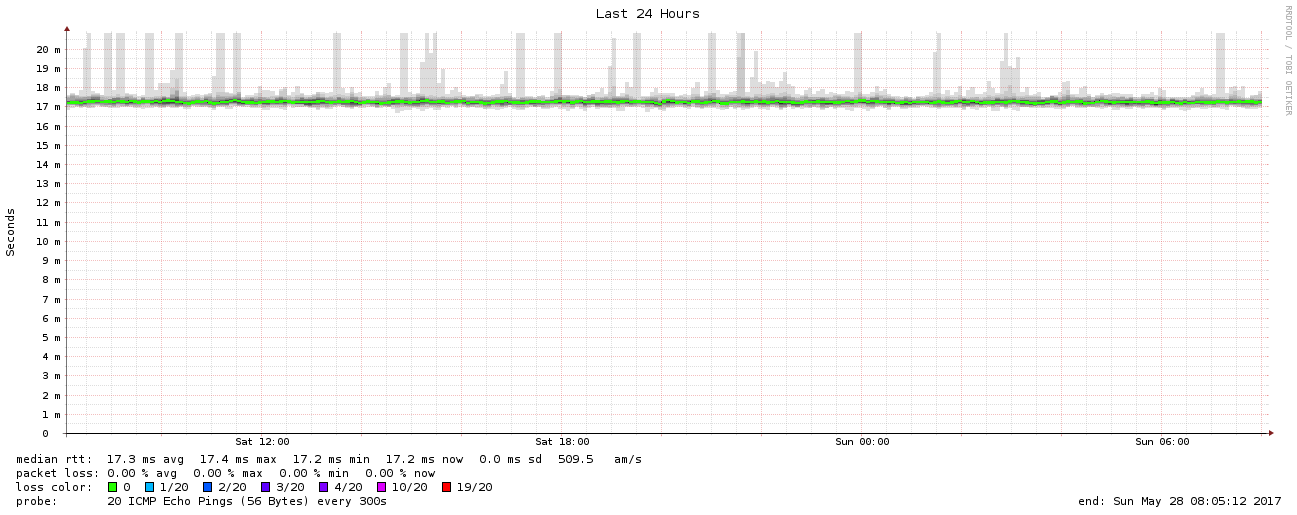 Last 24 Hours
RRDTOOL / TOBI OETIKER
Seconds
20 m
19 m
18 m
17 m
16 m
15 m
14 m
13 m
12 m
11 m
10 m
9 m
8 m
7 m
6 m
5 m
4 m
3 m
2 m
1 m
0
Sat 12:00 Sat 18:00 Sun 00:00 Sun 06:00
median rtt: 17.3 ms avg 17.4 ms max 17.2 ms min 17.2 ms now 0.0 ms sd 509.5 am/s
packet loss: 0.00 % avg 0.00 % max 0.00 % min 0.00 % now
loss color: 0 1/20 2/20 3/20 4/20 10/20 19/20
probe: 20 ICMP Echo Pings (56 Bytes) every 300s end: Sun May 28 08:05:12 2017